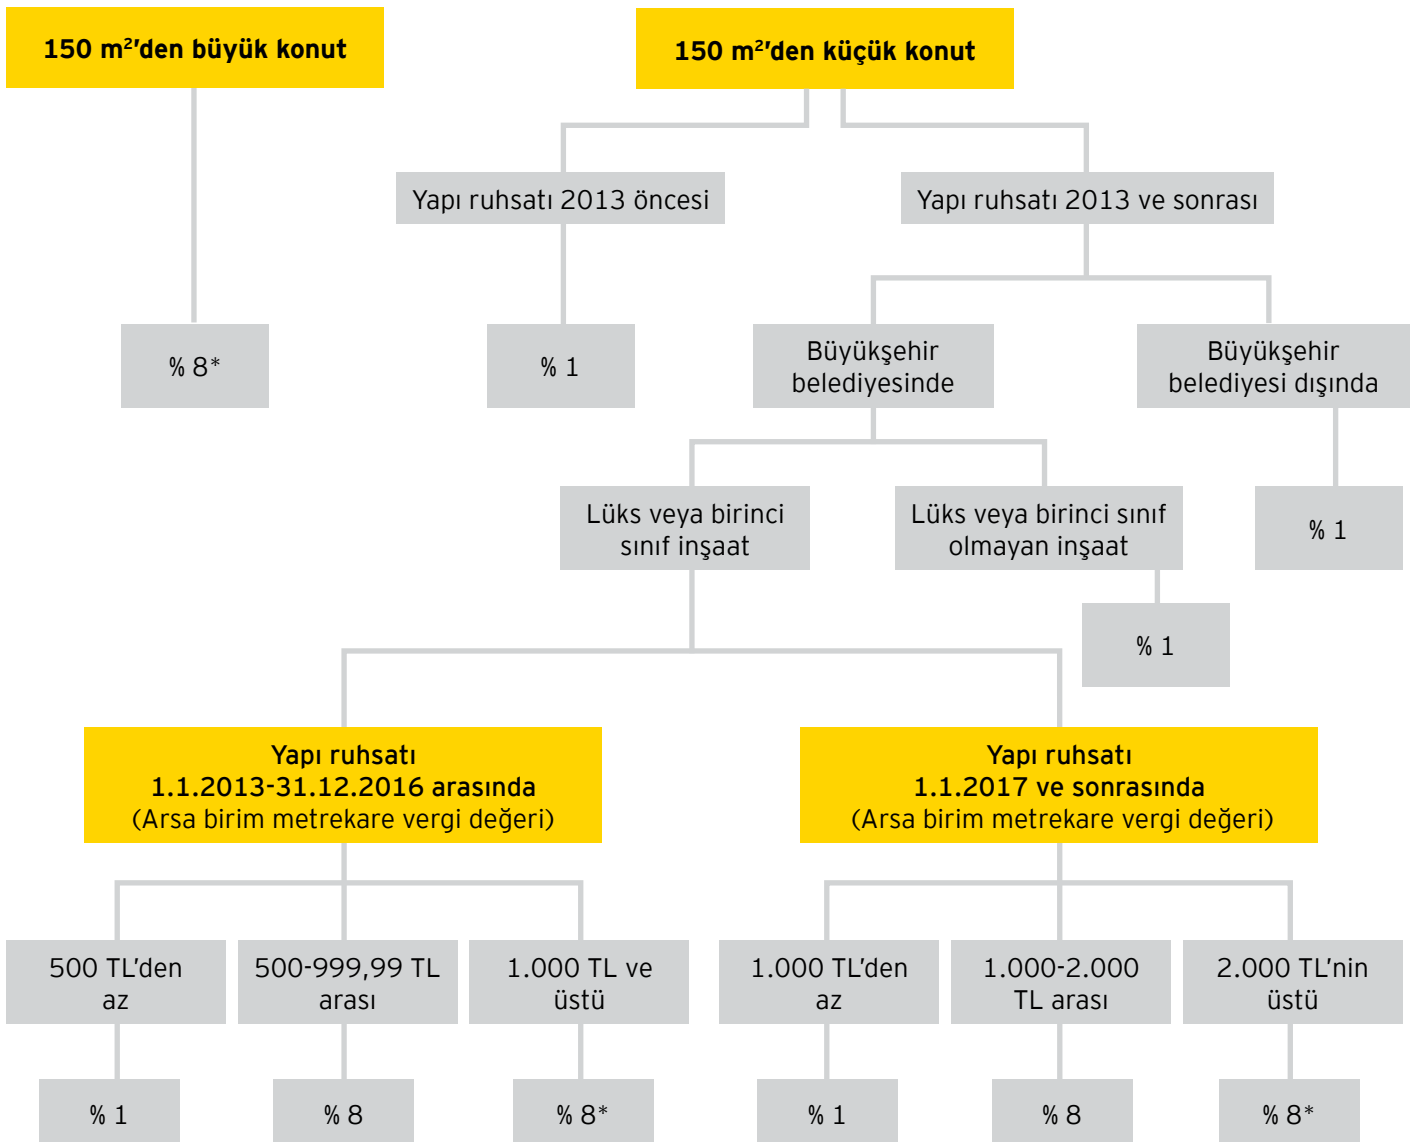 150 m²'den büyük konut
150 m²'den küçük konut
Yapı ruhsatı 2013 öncesi
Yapı ruhsatı 2013 ve sonrası
% 8*
% 1
Büyükşehir
belediyesinde
Büyükşehir
belediyesi dışında
Lüks veya birinci
sınıf inşaat
Lüks veya birinci sınıf
olmayan inşaat
% 1
% 1
Yapı ruhsatı
1.1.2013-31.12.2016 arasında
(Arsa birim metrekare vergi değeri)
Yapı ruhsatı
1.1.2017 ve sonrasında
(Arsa birim metrekare vergi değeri)
500 TL'den
az
500-999,99 TL
arası
1.000 TL ve
üstü
1.000 TL'den
az
1.000-2.000
TL arası
2.000 TL'nin
üstü
% 1
% 8
% 8*
% 1
% 8
% 8*